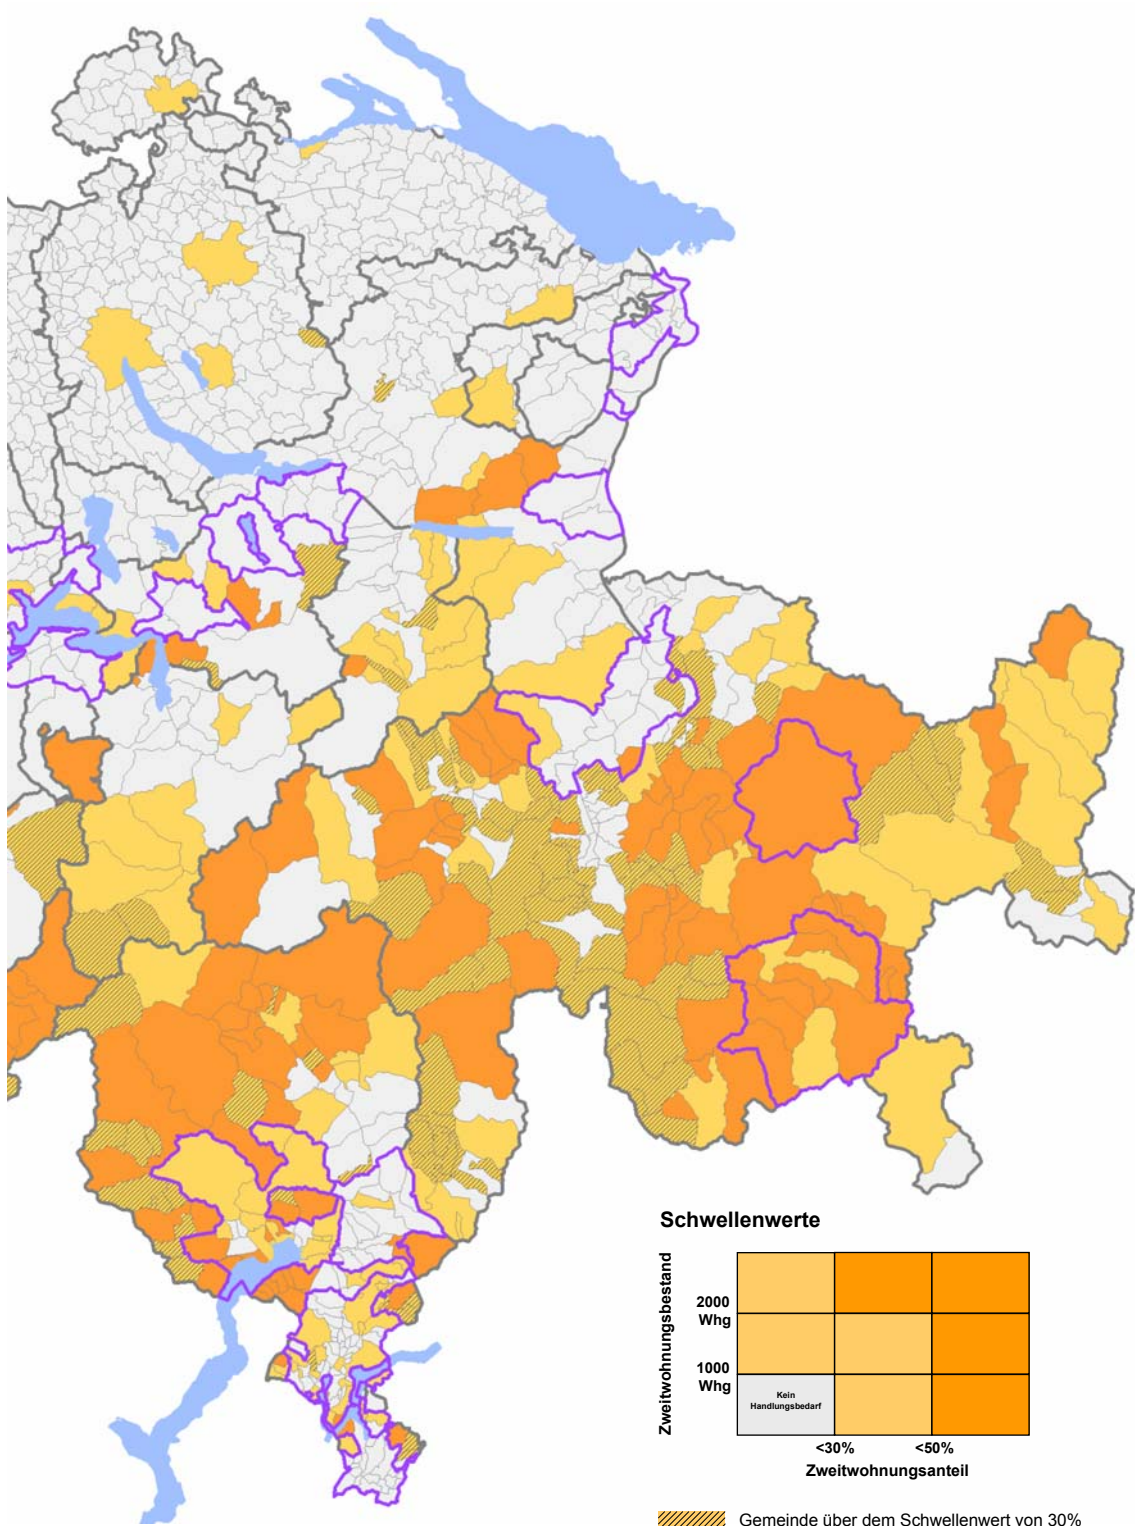 Schwellenwerte
Zweitwohnungsbestand
2000
Whg
1000
Whg
Kein
Handlungsbedarf
<30%
<50%
Zweitwohnungsanteil
Gemeinde über dem Schwellenwert von 30%